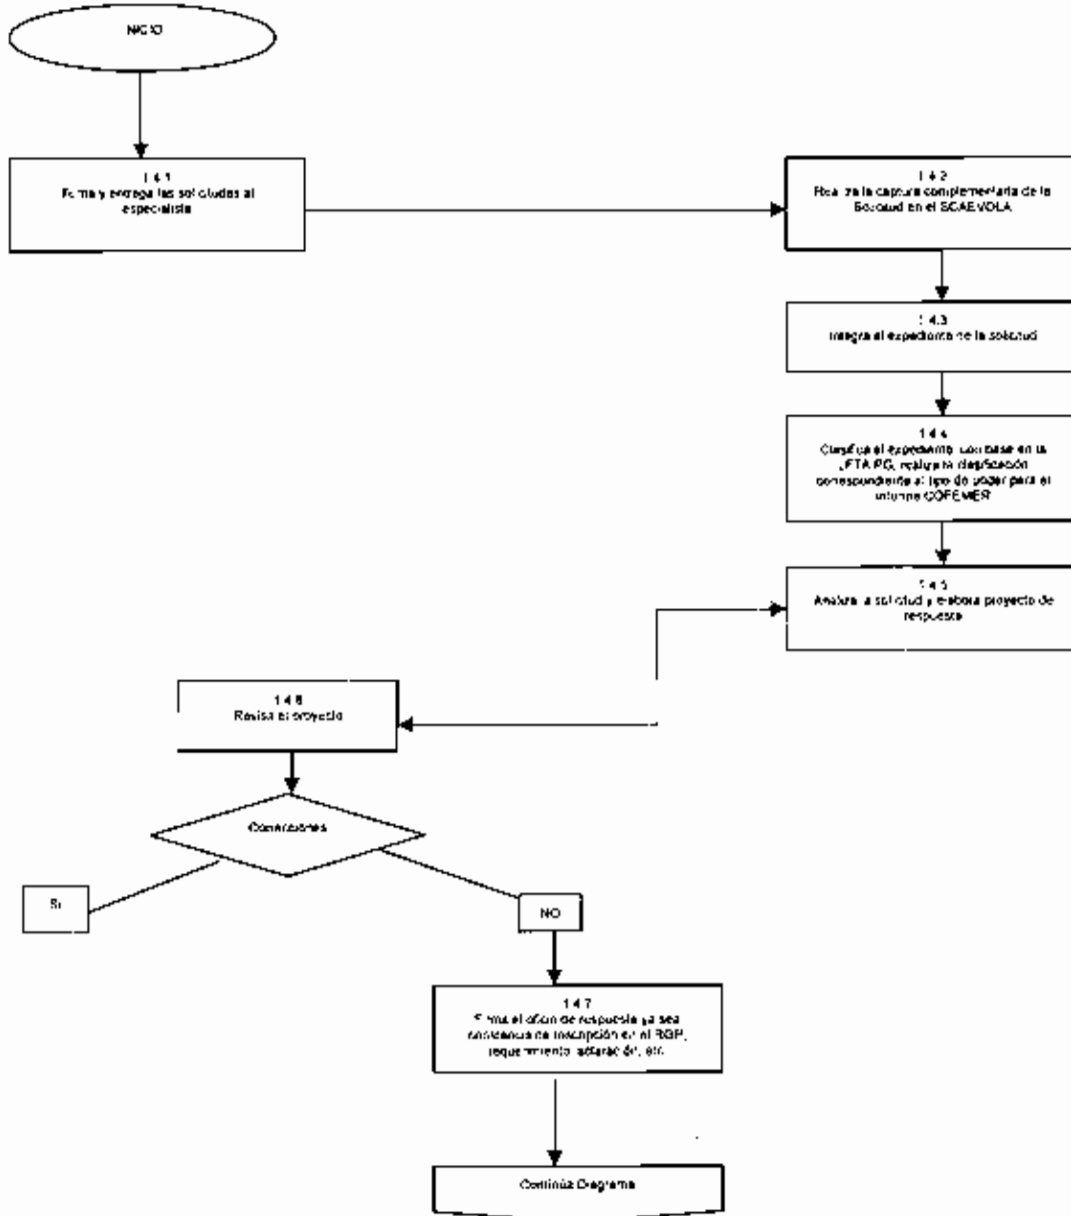 INICIO
1.4.1
Turna y entrega las solicitudes al
especialista
1.4.2
Realiza la captura complementaria de la
Solicitud en el SCAEVOLA
1.4.3
Integra el expediente de la solicitud
1.4.4
Clasifica el expediente con base en la
LFTAIPG, realiza la clasificación
correspondiente al tipo de poder para el
informe COFEMER
1.4.5
Analiza la solicitud y elabora proyecto de
respuesta
1.4.6
Revisa el proyecto
Correcciones
Si
NO
1.4.7
Firma el oficio de respuesta ya sea
constancia de inscripción en el RGP,
requerimiento, aclaración, etc.
Continúa Diagrama